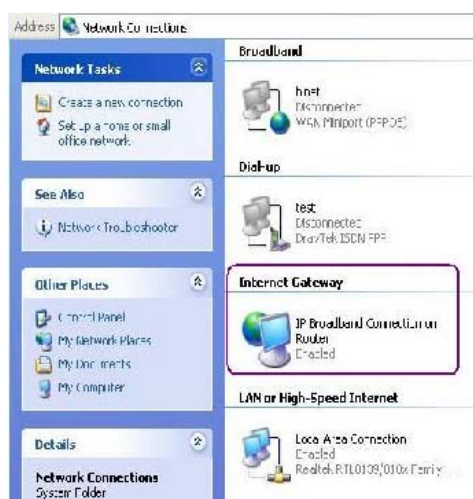 Address Network Connections
Network Tasks
Create a new connection
Set up a home or small
office network
See Also
Network Troubleshooter
Other Places
Control Panel
My Network Places
My Documents
My Computer
Details
Network Connections
System Folder
Broadband
hinet
Disconnected
WAN Miniport (PPPOE)
Dial-up
test
Disconnected
DrayTek ISDN PPP
Internet Gateway
IP Broadband Connection on
Router
Enabled
LAN or High-Speed Internet
Local Area Connection
Enabled
Realtek Family